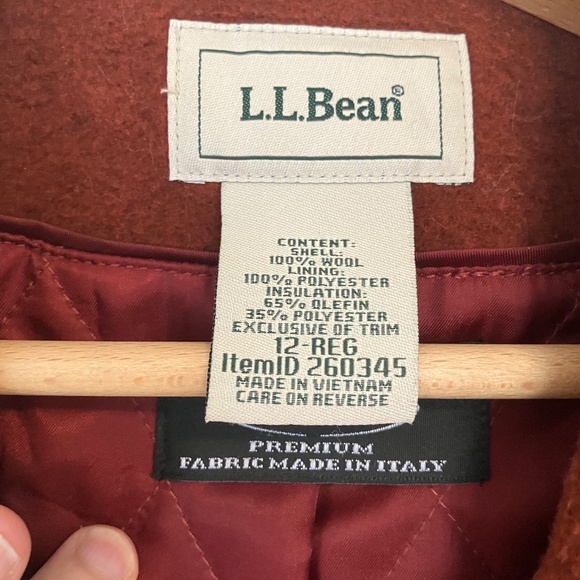 L.L.Bean®
CONTENT:
SHELL:
100% WOOL
LINING:
100% POLYESTER
INSULATION:
65% OLEFIN
35% POLYESTER
EXCLUSIVE OF TRIM
12-REG
ItemID 260345
MADE IN VIETNAM
CARE ON REVERSE
PREMIUM
FABRIC MADE IN ITALY